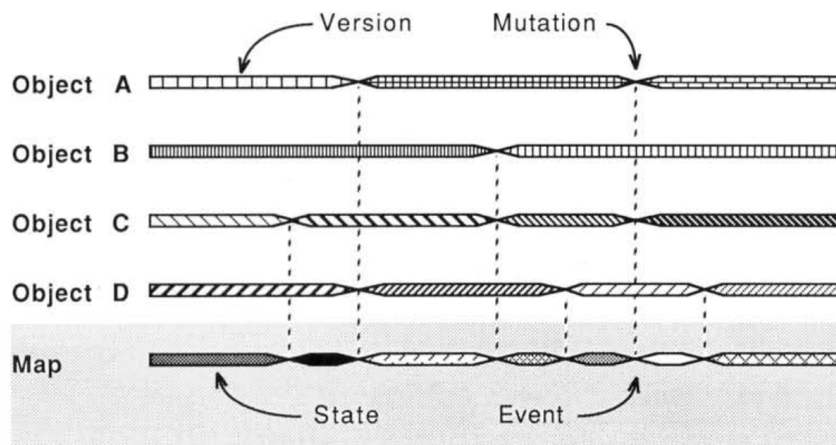 Version
Mutation
Object A
Object B
Object C
Object D
Map
State
Event